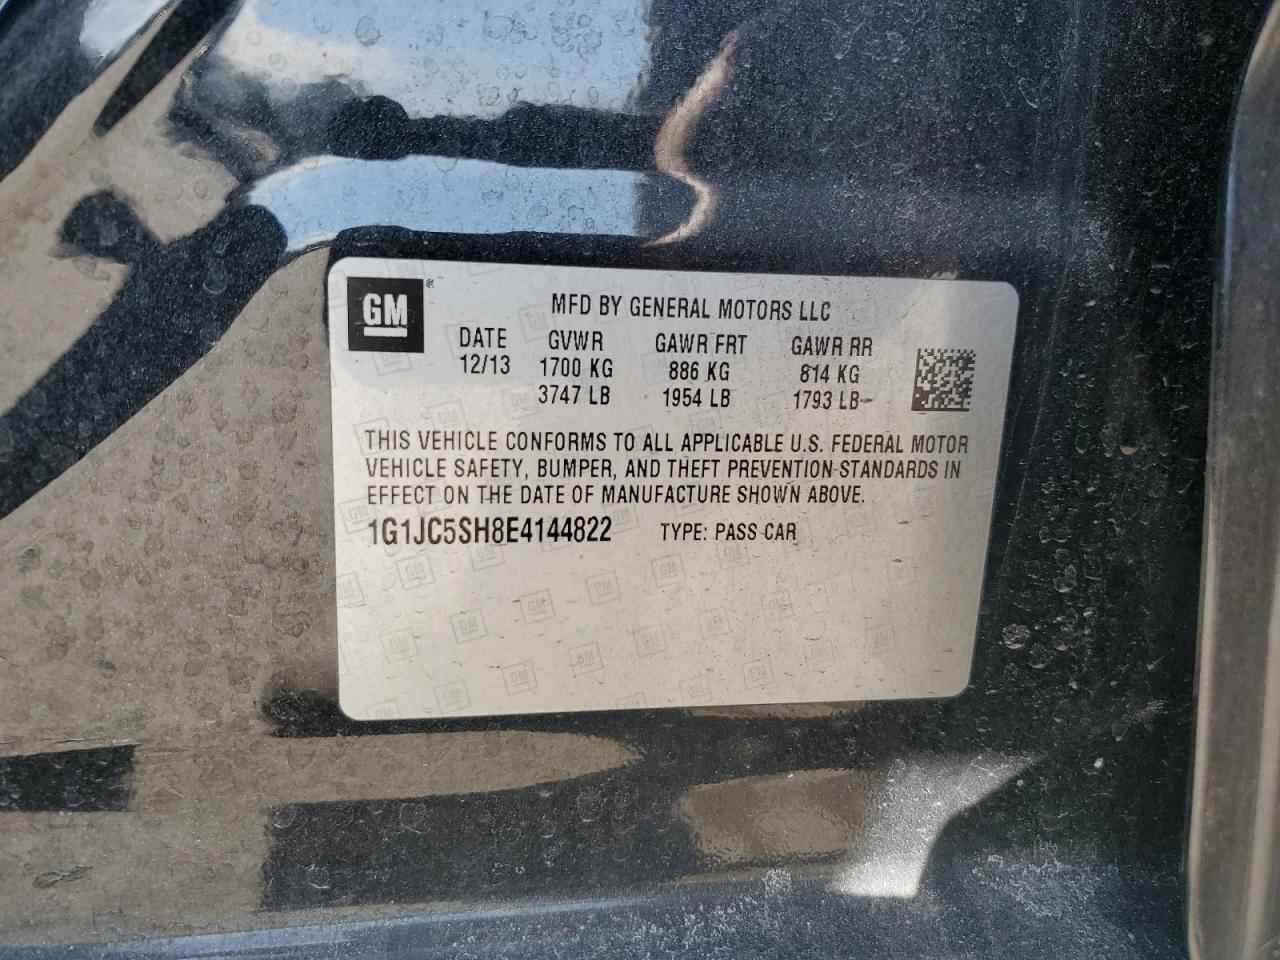 GM®
MFD BY GENERAL MOTORS LLC
DATE GVWR GAWR FRT GAWR RR
12/13 1700 KG 886 KG 814 KG
3747 LB 1954 LB 1793 LB
THIS VEHICLE CONFORMS TO ALL APPLICABLE U.S. FEDERAL MOTOR
VEHICLE SAFETY, BUMPER, AND THEFT PREVENTION STANDARDS IN
EFFECT ON THE DATE OF MANUFACTURE SHOWN ABOVE.
1G1JC5SH8E4144822 TYPE: PASS CAR